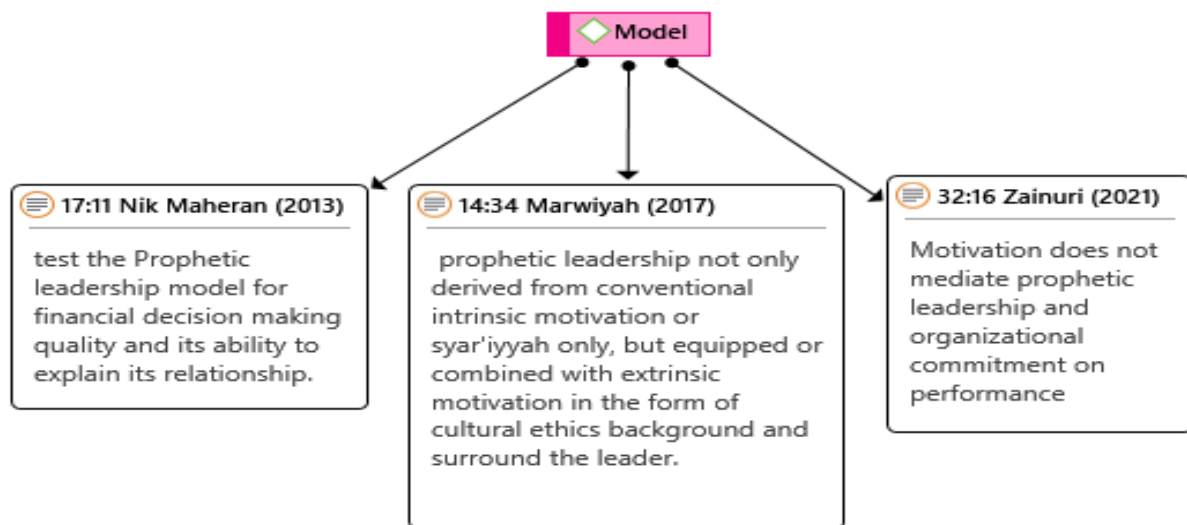 Model
17:11 Nik Maheran (2013)
test the Prophetic
leadership model for
financial decision making
quality and its ability to
explain its relationship.
14:34 Marwiyah (2017)
prophetic leadership not only
derived from conventional
intrinsic motivation or
syar'iyyah only, but equipped or
combined with extrinsic
motivation in the form of
cultural ethics background and
surround the leader.
32:16 Zainuri (2021)
Motivation does not
mediate prophetic
leadership and
organizational
commitment on
performance